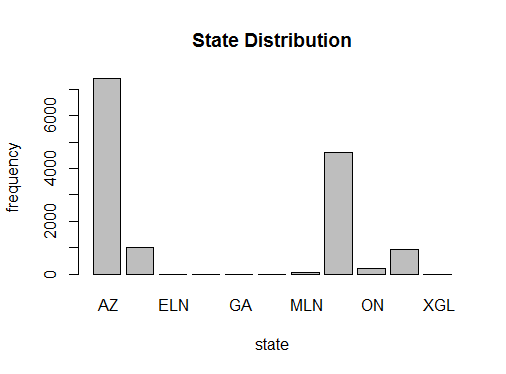 State Distribution
frequency
6000
4000
2000
0
AZ ELN GA MLN ON XGL
state